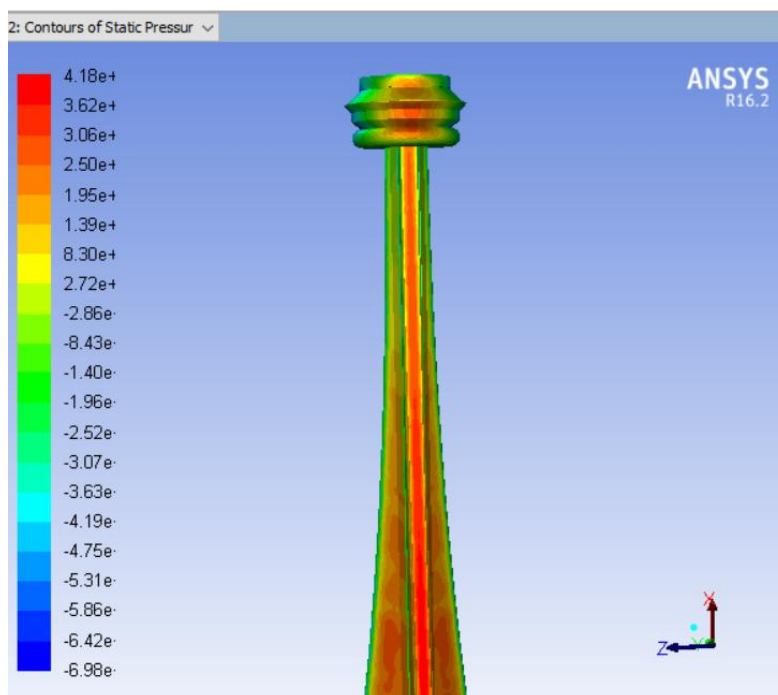 2: Contours of Static Pressur
ANSYS
R16.2
4.18e+
3.62e+
3.06e+
2.50e+
1.95e+
1.39e+
8.30e+
2.72e+
-2.86e
-8.43e
-1.40e
-1.96e
-2.52e
-3.07e
-3.63e
-4.19e
-4.75e
-5.31e
-5.86e
-6.42e
-6.98e
X
Z